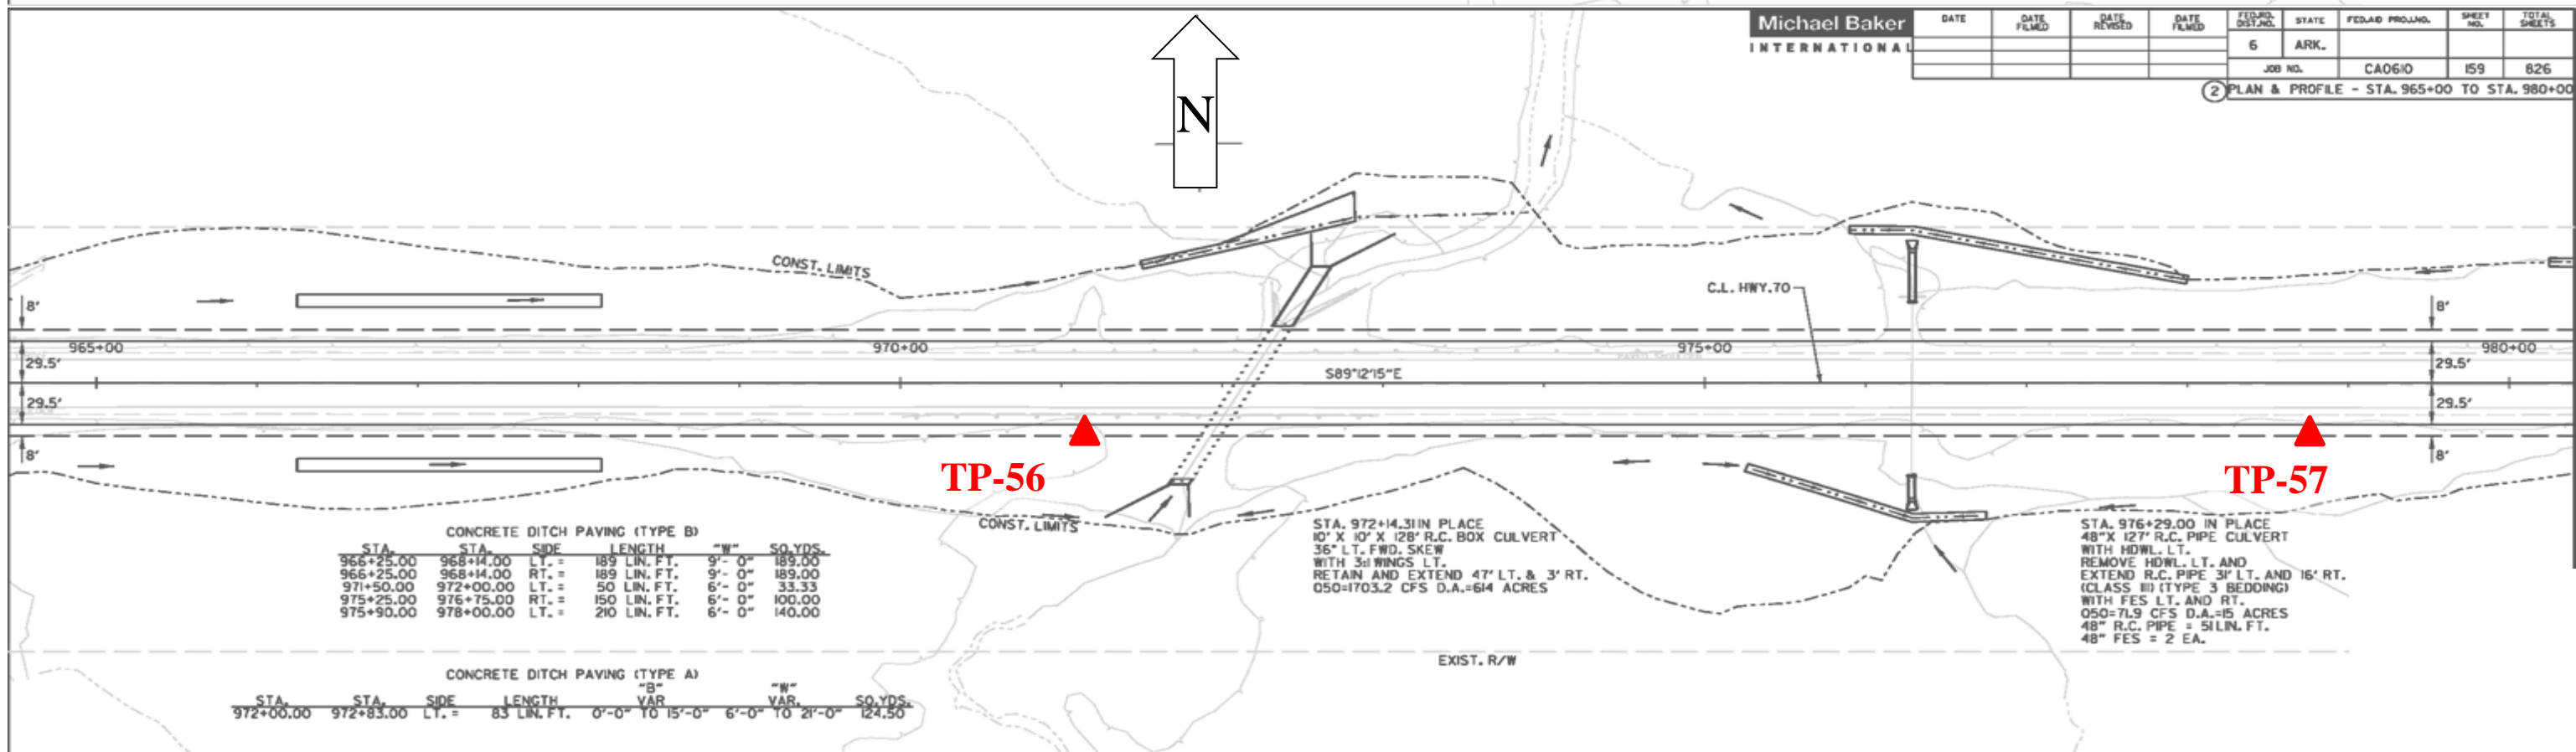 Michael Baker
INTERNATIONAL
DATE
DATE FILMED
DATE REVISED
DATE FILMED
FED.RD. DIST.NO.
STATE
FED.AID PROJ.NO.
SHEET NO.
TOTAL SHEETS
6 ARK.
JOB NO. CA0610 159 826
2 PLAN & PROFILE - STA. 965+00 TO STA. 980+00
N
CONST. LIMITS
C.L. HWY.70
8'
8'
965+00
970+00
975+00
980+00
29.5'
29.5'
S89°12'15"E
29.5'
29.5'
8'
8'
TP-56
TP-57
CONST. LIMITS
CONCRETE DITCH PAVING (TYPE B)
STA. STA. SIDE LENGTH "W" SQ.YDS.
966+25.00 968+14.00 LT. = 189 LIN. FT. 9'- 0" 189.00
966+25.00 968+14.00 RT. = 189 LIN. FT. 9'- 0" 189.00
971+50.00 972+00.00 LT. = 50 LIN. FT. 6'- 0" 33.33
975+25.00 976+75.00 RT. = 150 LIN. FT. 6'- 0" 100.00
975+90.00 978+00.00 LT. = 210 LIN. FT. 6'- 0" 140.00
STA. 972+14.31 IN PLACE
10' X 10' X 128' R.C. BOX CULVERT
36° LT. FWD. SKEW
WITH 3:1 WINGS LT.
RETAIN AND EXTEND 47' LT. & 3' RT.
Q50=1703.2 CFS D.A.=614 ACRES
STA. 976+29.00 IN PLACE
48"X 127' R.C. PIPE CULVERT
WITH HDWL. LT.
REMOVE HDWL. LT. AND
EXTEND R.C. PIPE 31' LT. AND 16' RT.
(CLASS III) (TYPE 3 BEDDING)
WITH FES LT. AND RT.
Q50=71.9 CFS D.A.=15 ACRES
48" R.C. PIPE = 51 LIN. FT.
48" FES = 2 EA.
EXIST. R/W
CONCRETE DITCH PAVING (TYPE A)
"B" "W"
STA. STA. SIDE LENGTH VAR VAR. SQ.YDS.
972+00.00 972+83.00 LT. = 83 LIN. FT. 0'-0" TO 15'-0" 6'-0" TO 21'-0" 124.50